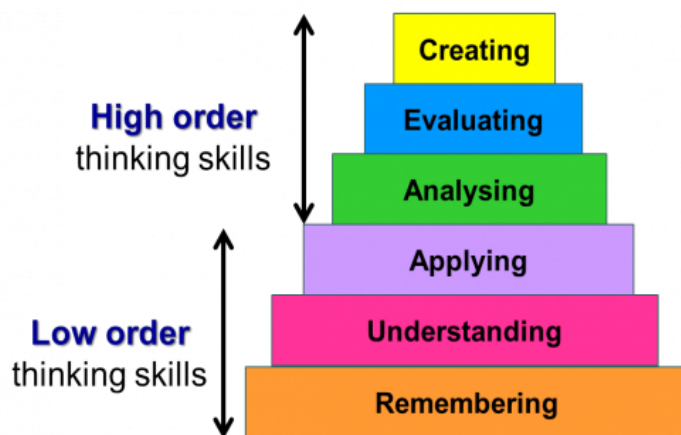 Creating
Evaluating
Analysing
Applying
Understanding
Remembering
High order
thinking skills
Low order
thinking skills